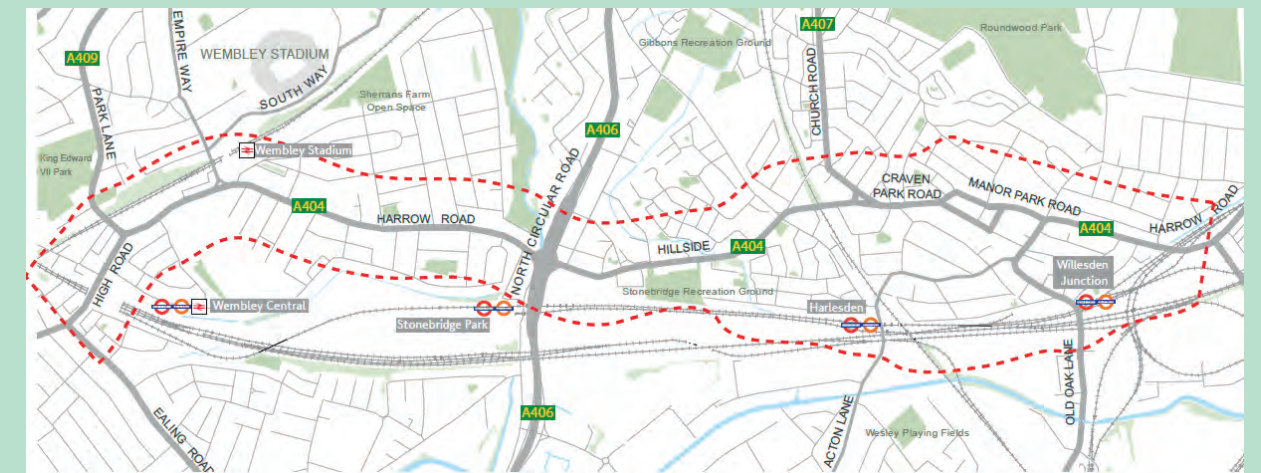 A409
EMPIRE WAY
WEMBLEY STADIUM
SOUTH WAY
PARK LANE
Sherrans Farm
Open Space
King Edward
VII Park
Wembley Stadium
A404
HARROW ROAD
HIGH ROAD
Wembley Central
EALING ROAD
Gibbons Recreation Ground
A407
Roundwood Park
CHURCH ROAD
A406
NORTH CIRCULAR ROAD
CRAVEN
PARK ROAD
MANOR PARK ROAD
A404
HARROW ROAD
HILLSIDE
A404
Willesden
Junction
Stonebridge Recreation Ground
Stonebridge Park
Harlesden
OLD OAK LANE
A406
ACTON LANE
Wesley Playing Fields